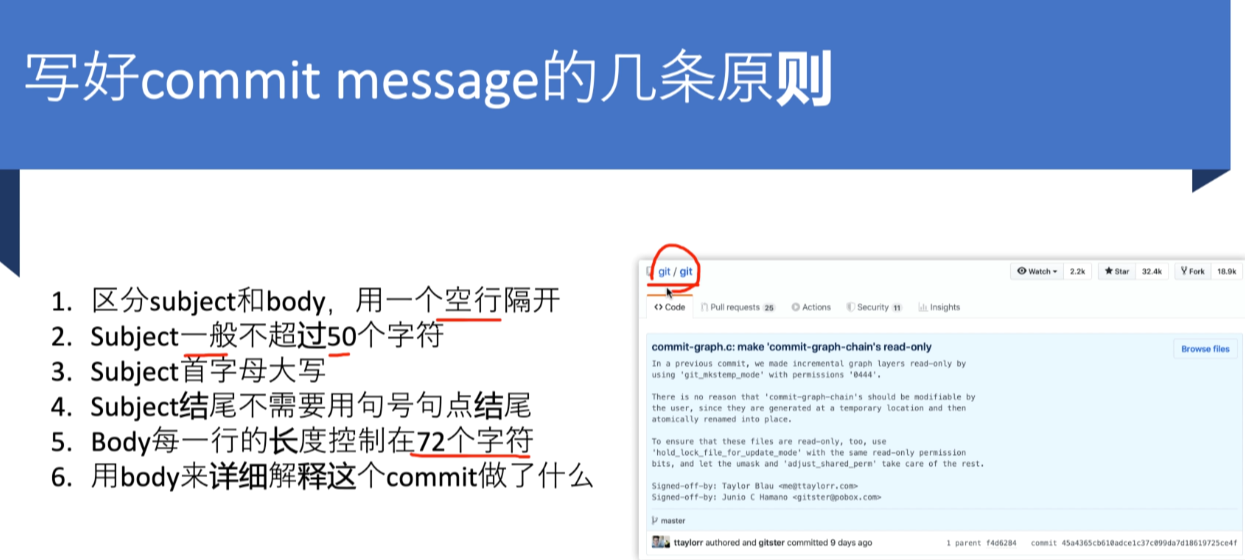 写好commit message的几条原则
1. 区分subject和body，用一个空行隔开
2. Subject一般不超过50个字符
3. Subject首字母大写
4. Subject结尾不需要用句号句点结尾
5. Body每一行的长度控制在72个字符
6. 用body来详细解释这个commit做了什么
git / git
Watch 2.2k Star 32.4k Fork 18.9k
Code Pull requests 25 Actions Security 11 Insights
commit-graph.c: make 'commit-graph-chain's read-only
Browse files
In a previous commit, we made incremental graph layers read-only by
using 'git_mkstemp_mode' with permissions '0444'.
There is no reason that 'commit-graph-chain's should be modifiable by
the user, since they are generated at a temporary location and then
atomically renamed into place.
To ensure that these files are read-only, too, use
'hold_lock_file_for_update_mode' with the same read-only permission
bits, and let the umask and 'adjust_shared_perm' take care of the rest.
Signed-off-by: Taylor Blau <me@ttaylorr.com>
Signed-off-by: Junio C Hamano <gitster@pobox.com>
master
ttaylorr authored and gitster committed 9 days ago
1 parent f4d6284 commit 45a4365cb610adce1c37c099da7d18619725ce4f